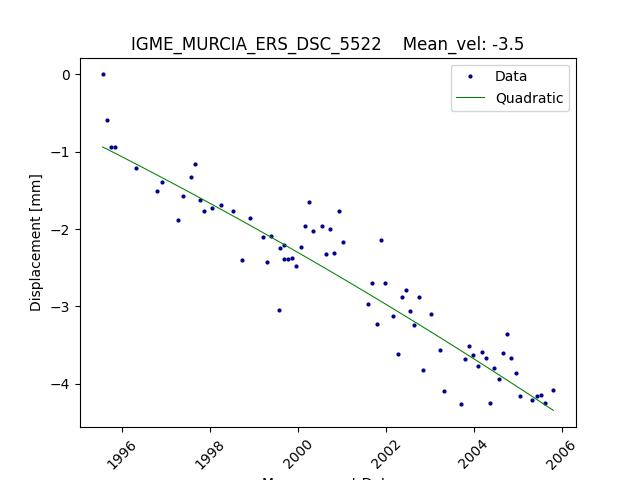 IGME_MURCIA_ERS_DSC_5522 Mean_vel: -3.5
Data
Quadratic
Displacement [mm]
0
−1
−2
−3
−4
1996
1998
2000
2002
2004
2006